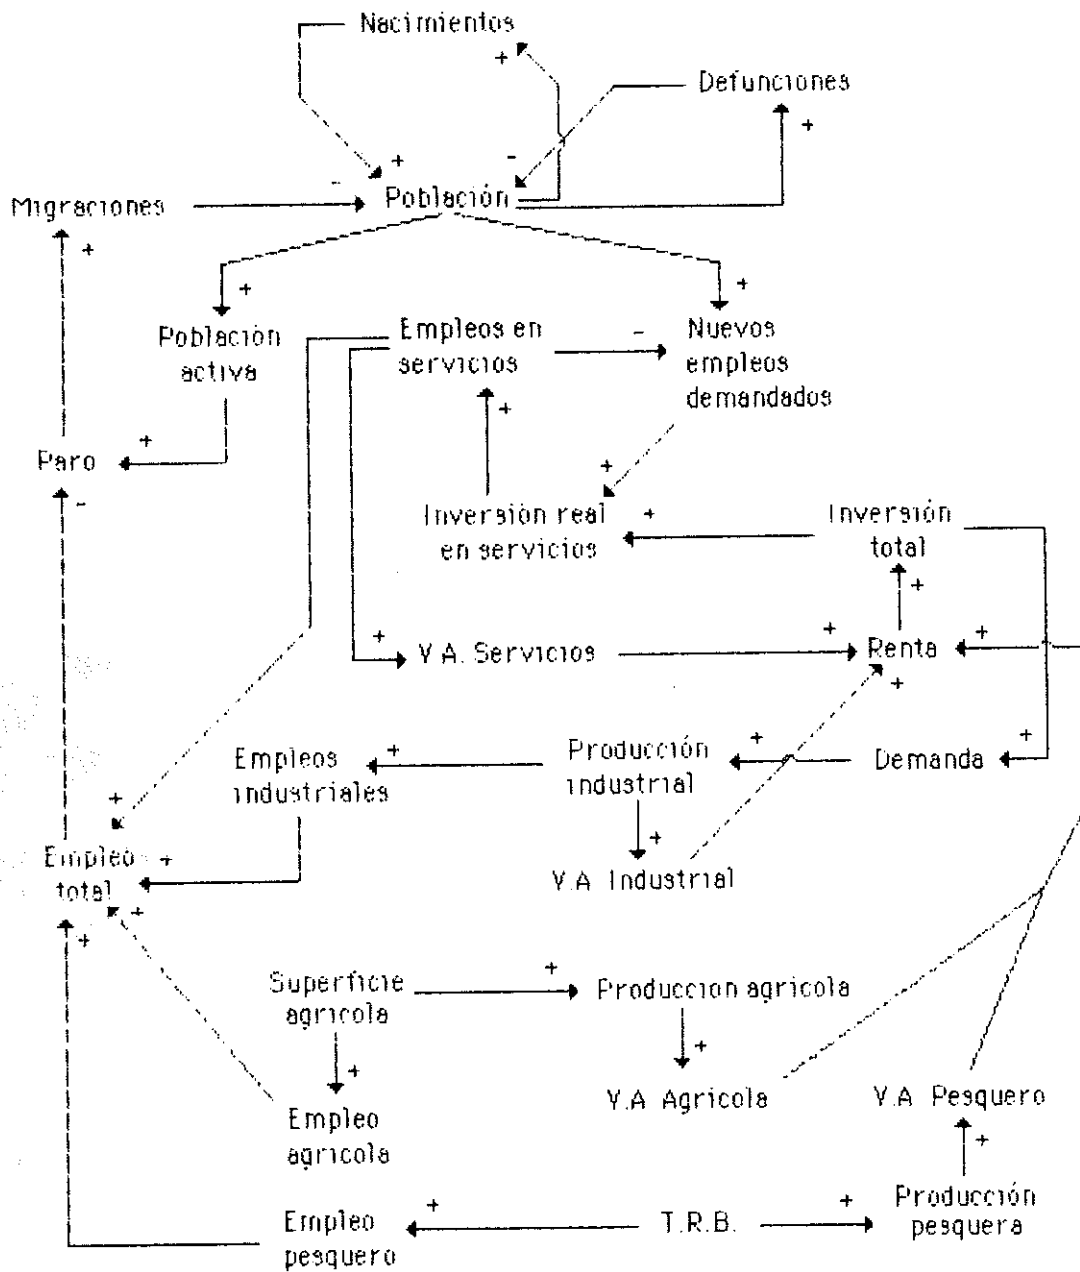 Nacimientos
+
Defunciones
+
+
-
-
Población
Migraciones
+
+
+
Población
activa
Empleos en
servicios
-
Nuevos
empleos
demandados
+
+
Paro
-
+
Inversión real
en servicios
+
Inversión
total
+
+
V.A. Servicios
+
Renta
+
+
Empleos
industriales
+
Producción
industrial
+
Demanda
+
+
+
V.A Industrial
Empleo
total
+
+
+
Superficie
agricola
+
Produccion agricola
+
+
V.A Agricola
V.A Pesquero
Empleo
agricola
+
Empleo
pesquero
+
T.R.B.
+
Producción
pesquera